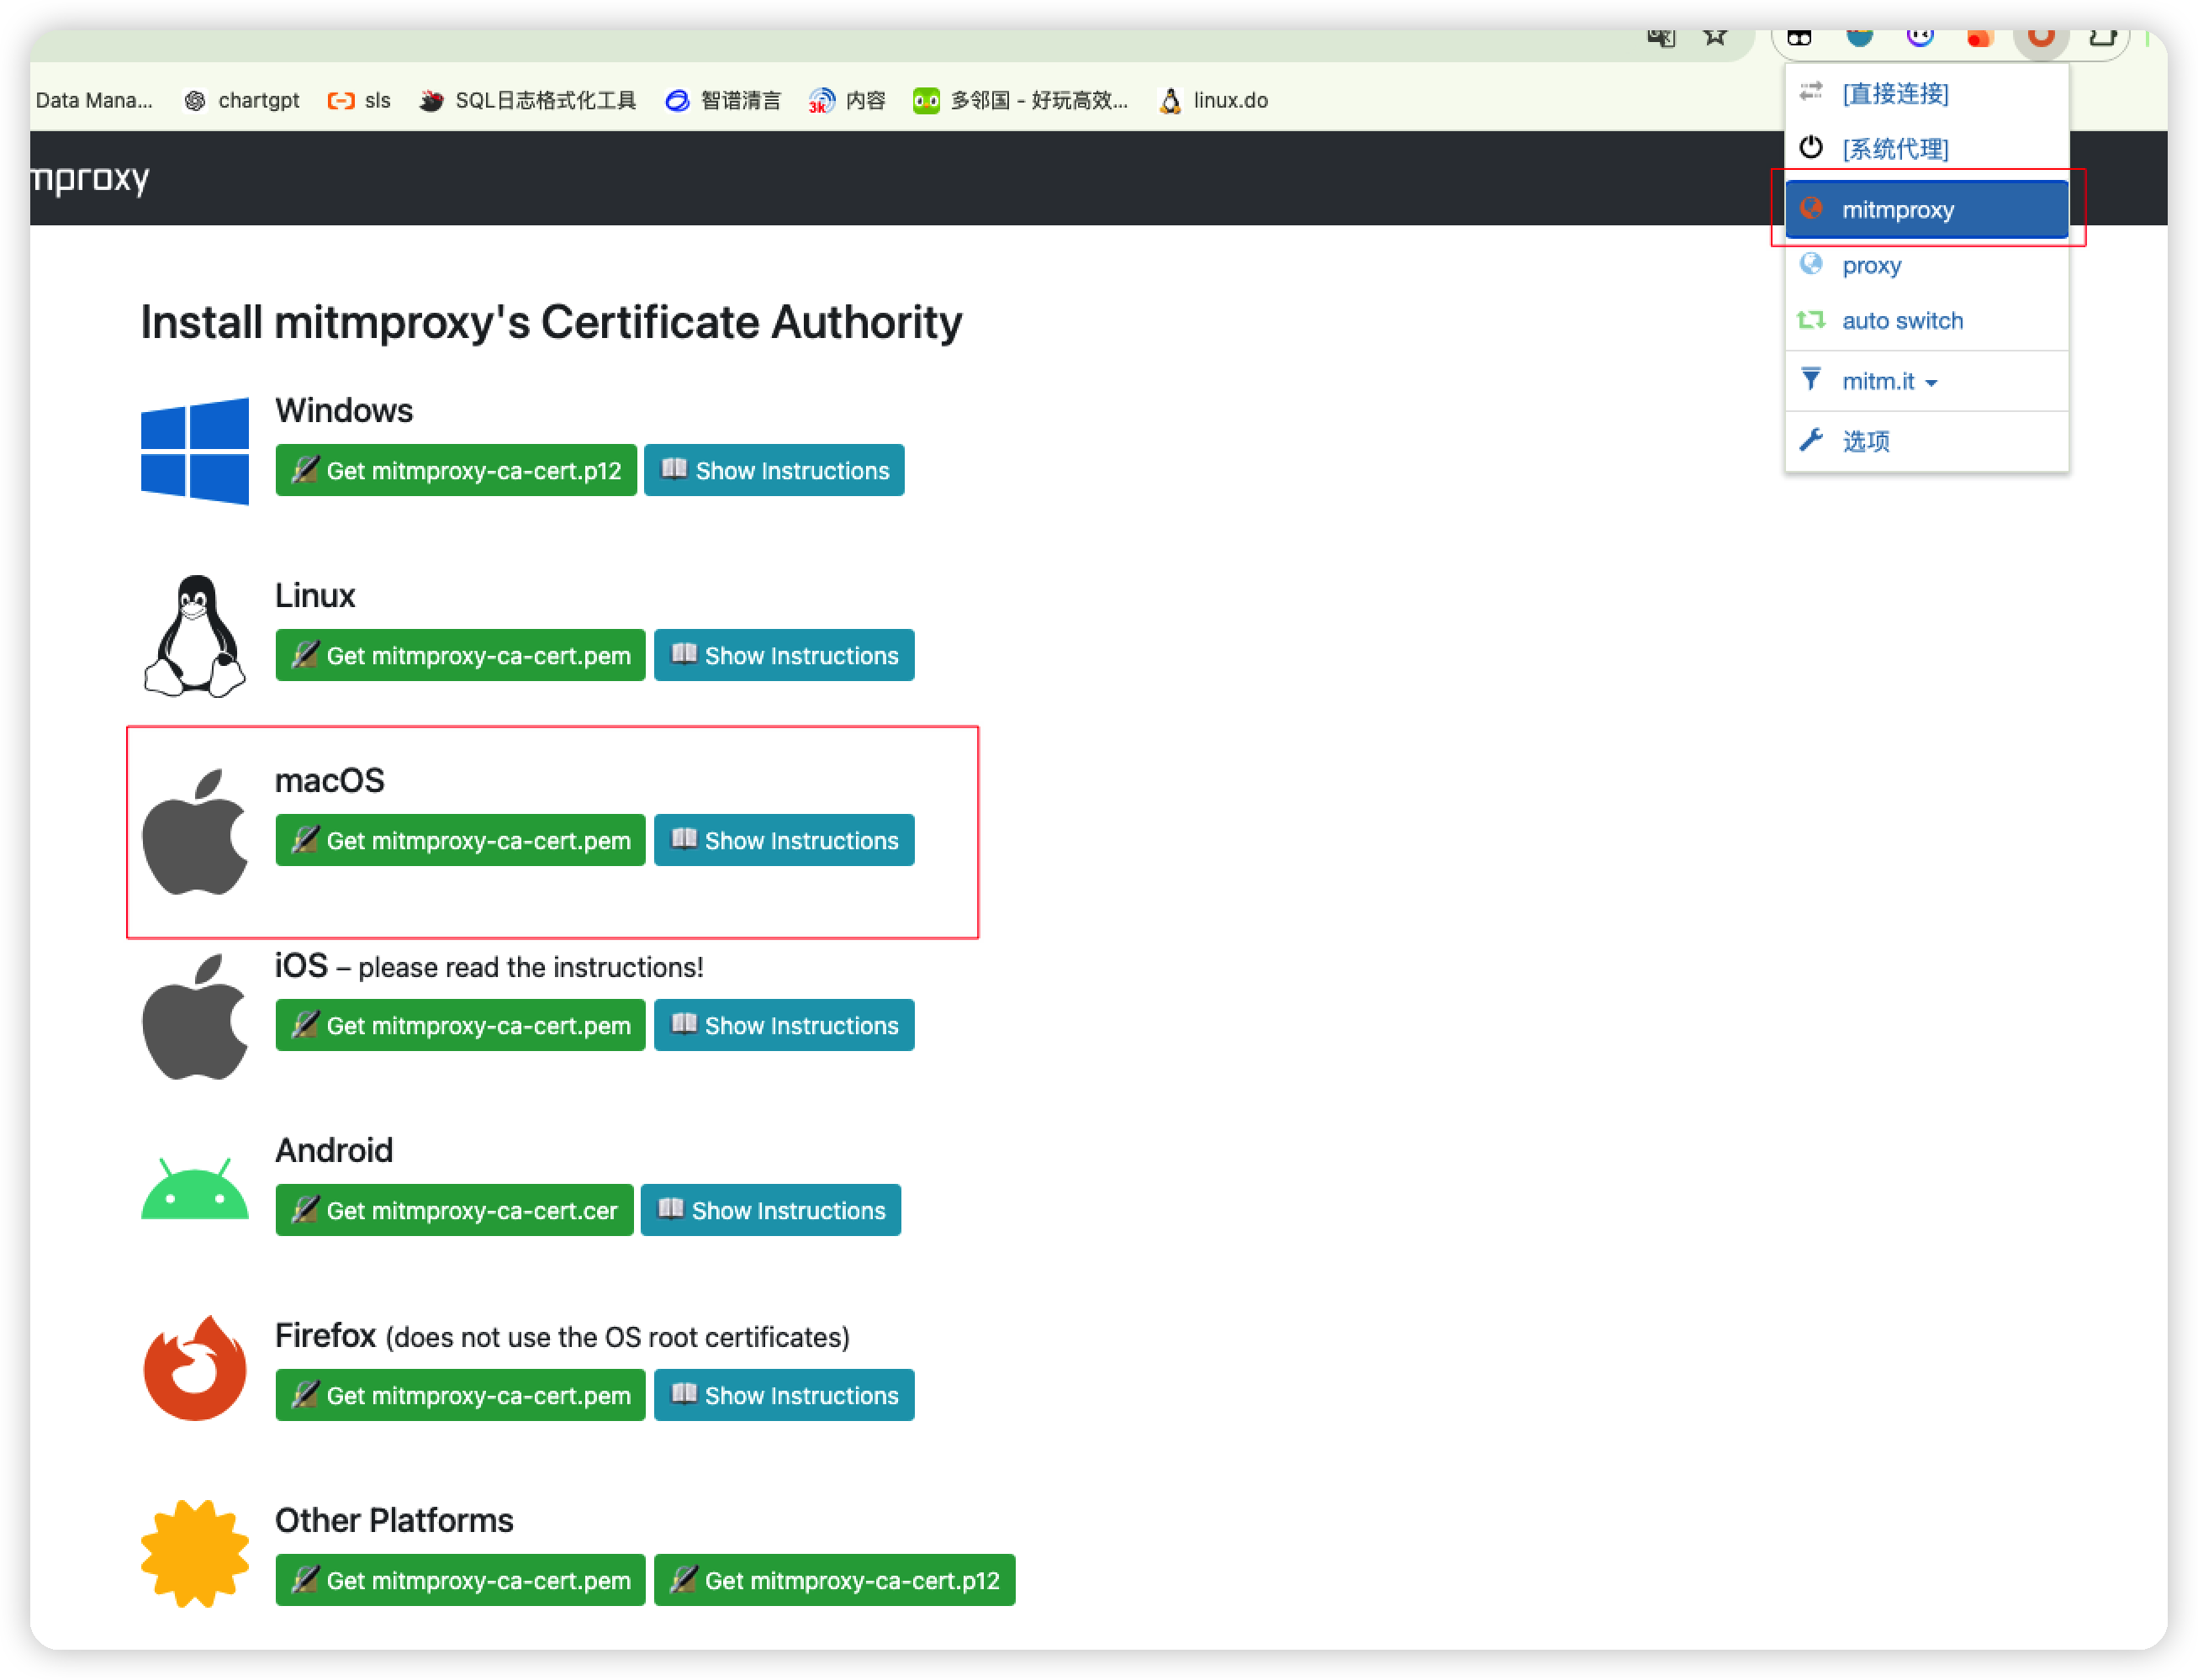 Data Mana...
chartgpt
sls
SQL日志格式化工具
3k
智谱清言
内容
多邻国 - 好玩高效...
linux.do
[直接连接]
[系统代理]
mitmproxy
proxy
auto switch
mitm.it
选项
mproxy
Install mitmproxy's Certificate Authority
Windows
Get mitmproxy-ca-cert.p12
Show Instructions
Linux
Get mitmproxy-ca-cert.pem
Show Instructions
macOS
Get mitmproxy-ca-cert.pem
Show Instructions
iOS – please read the instructions!
Get mitmproxy-ca-cert.pem
Show Instructions
Android
Get mitmproxy-ca-cert.cer
Show Instructions
Firefox (does not use the OS root certificates)
Get mitmproxy-ca-cert.pem
Show Instructions
Other Platforms
Get mitmproxy-ca-cert.pem
Get mitmproxy-ca-cert.p12